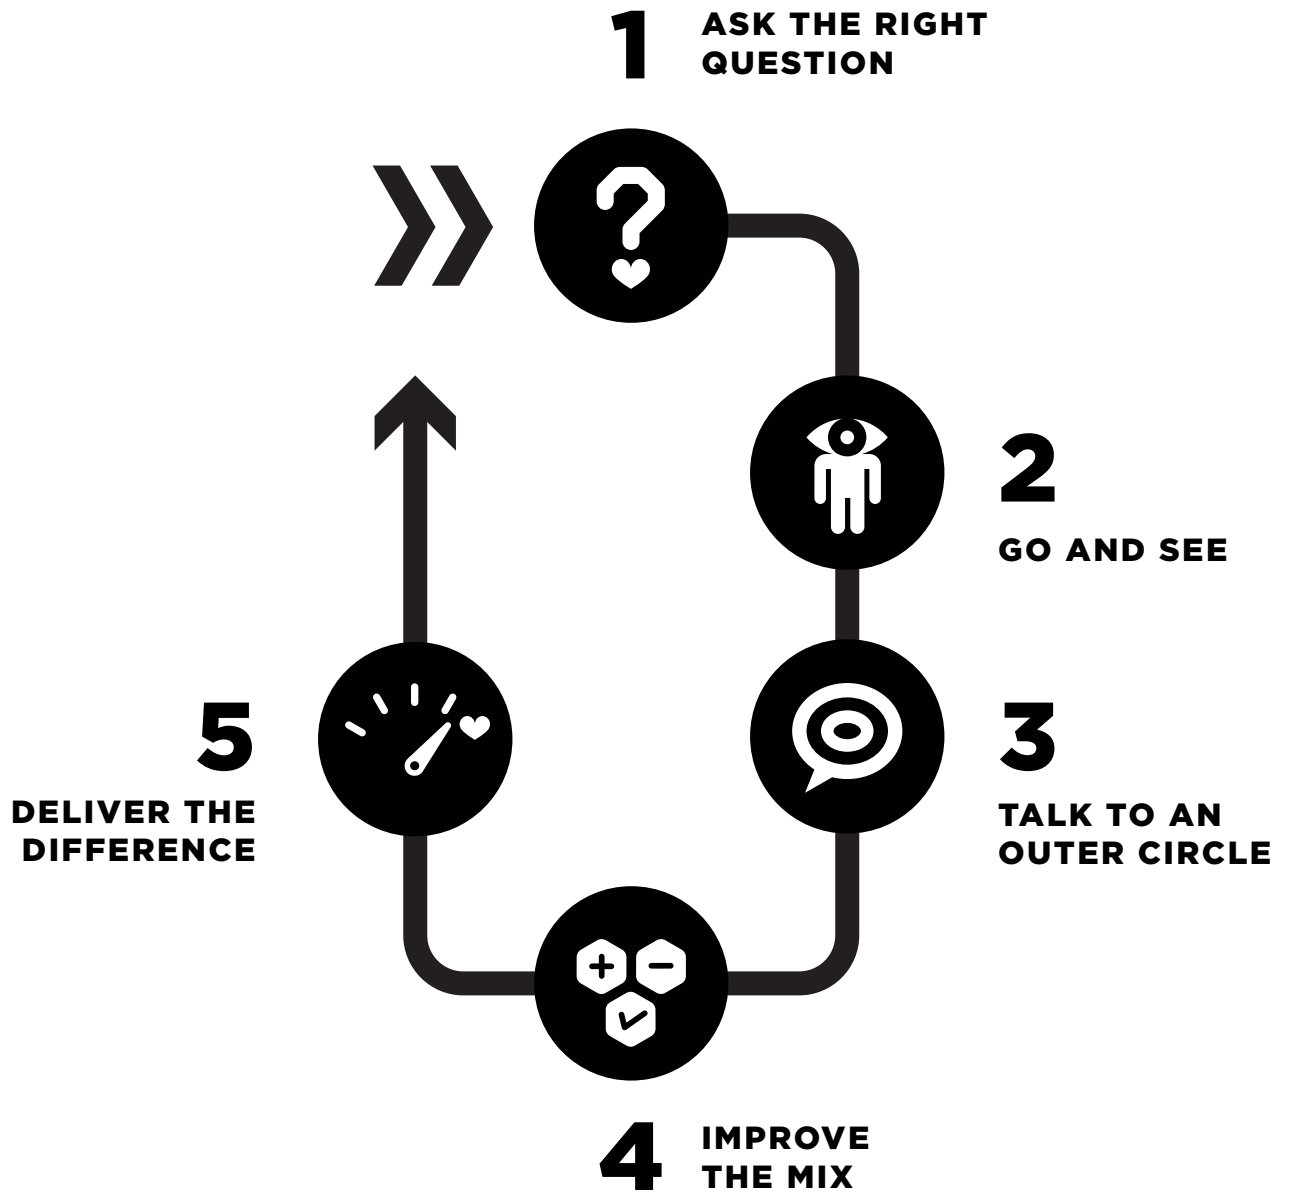 1
ASK THE RIGHT
QUESTION
2
GO AND SEE
3
TALK TO AN
OUTER CIRCLE
4
IMPROVE
THE MIX
5
DELIVER THE
DIFFERENCE